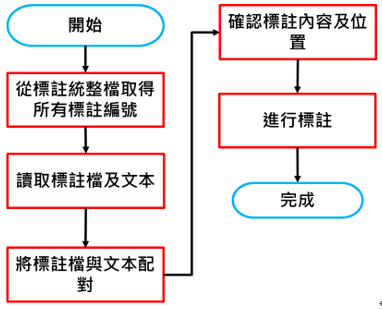 開始
從標註統整檔取得
所有標註編號
讀取標註檔及文本
將標註檔與文本配
對
確認標註內容及位
置
進行標註
完成